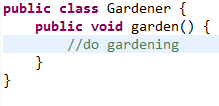 public class Gardener {
    public void garden() {
        //do gardening
    }
}